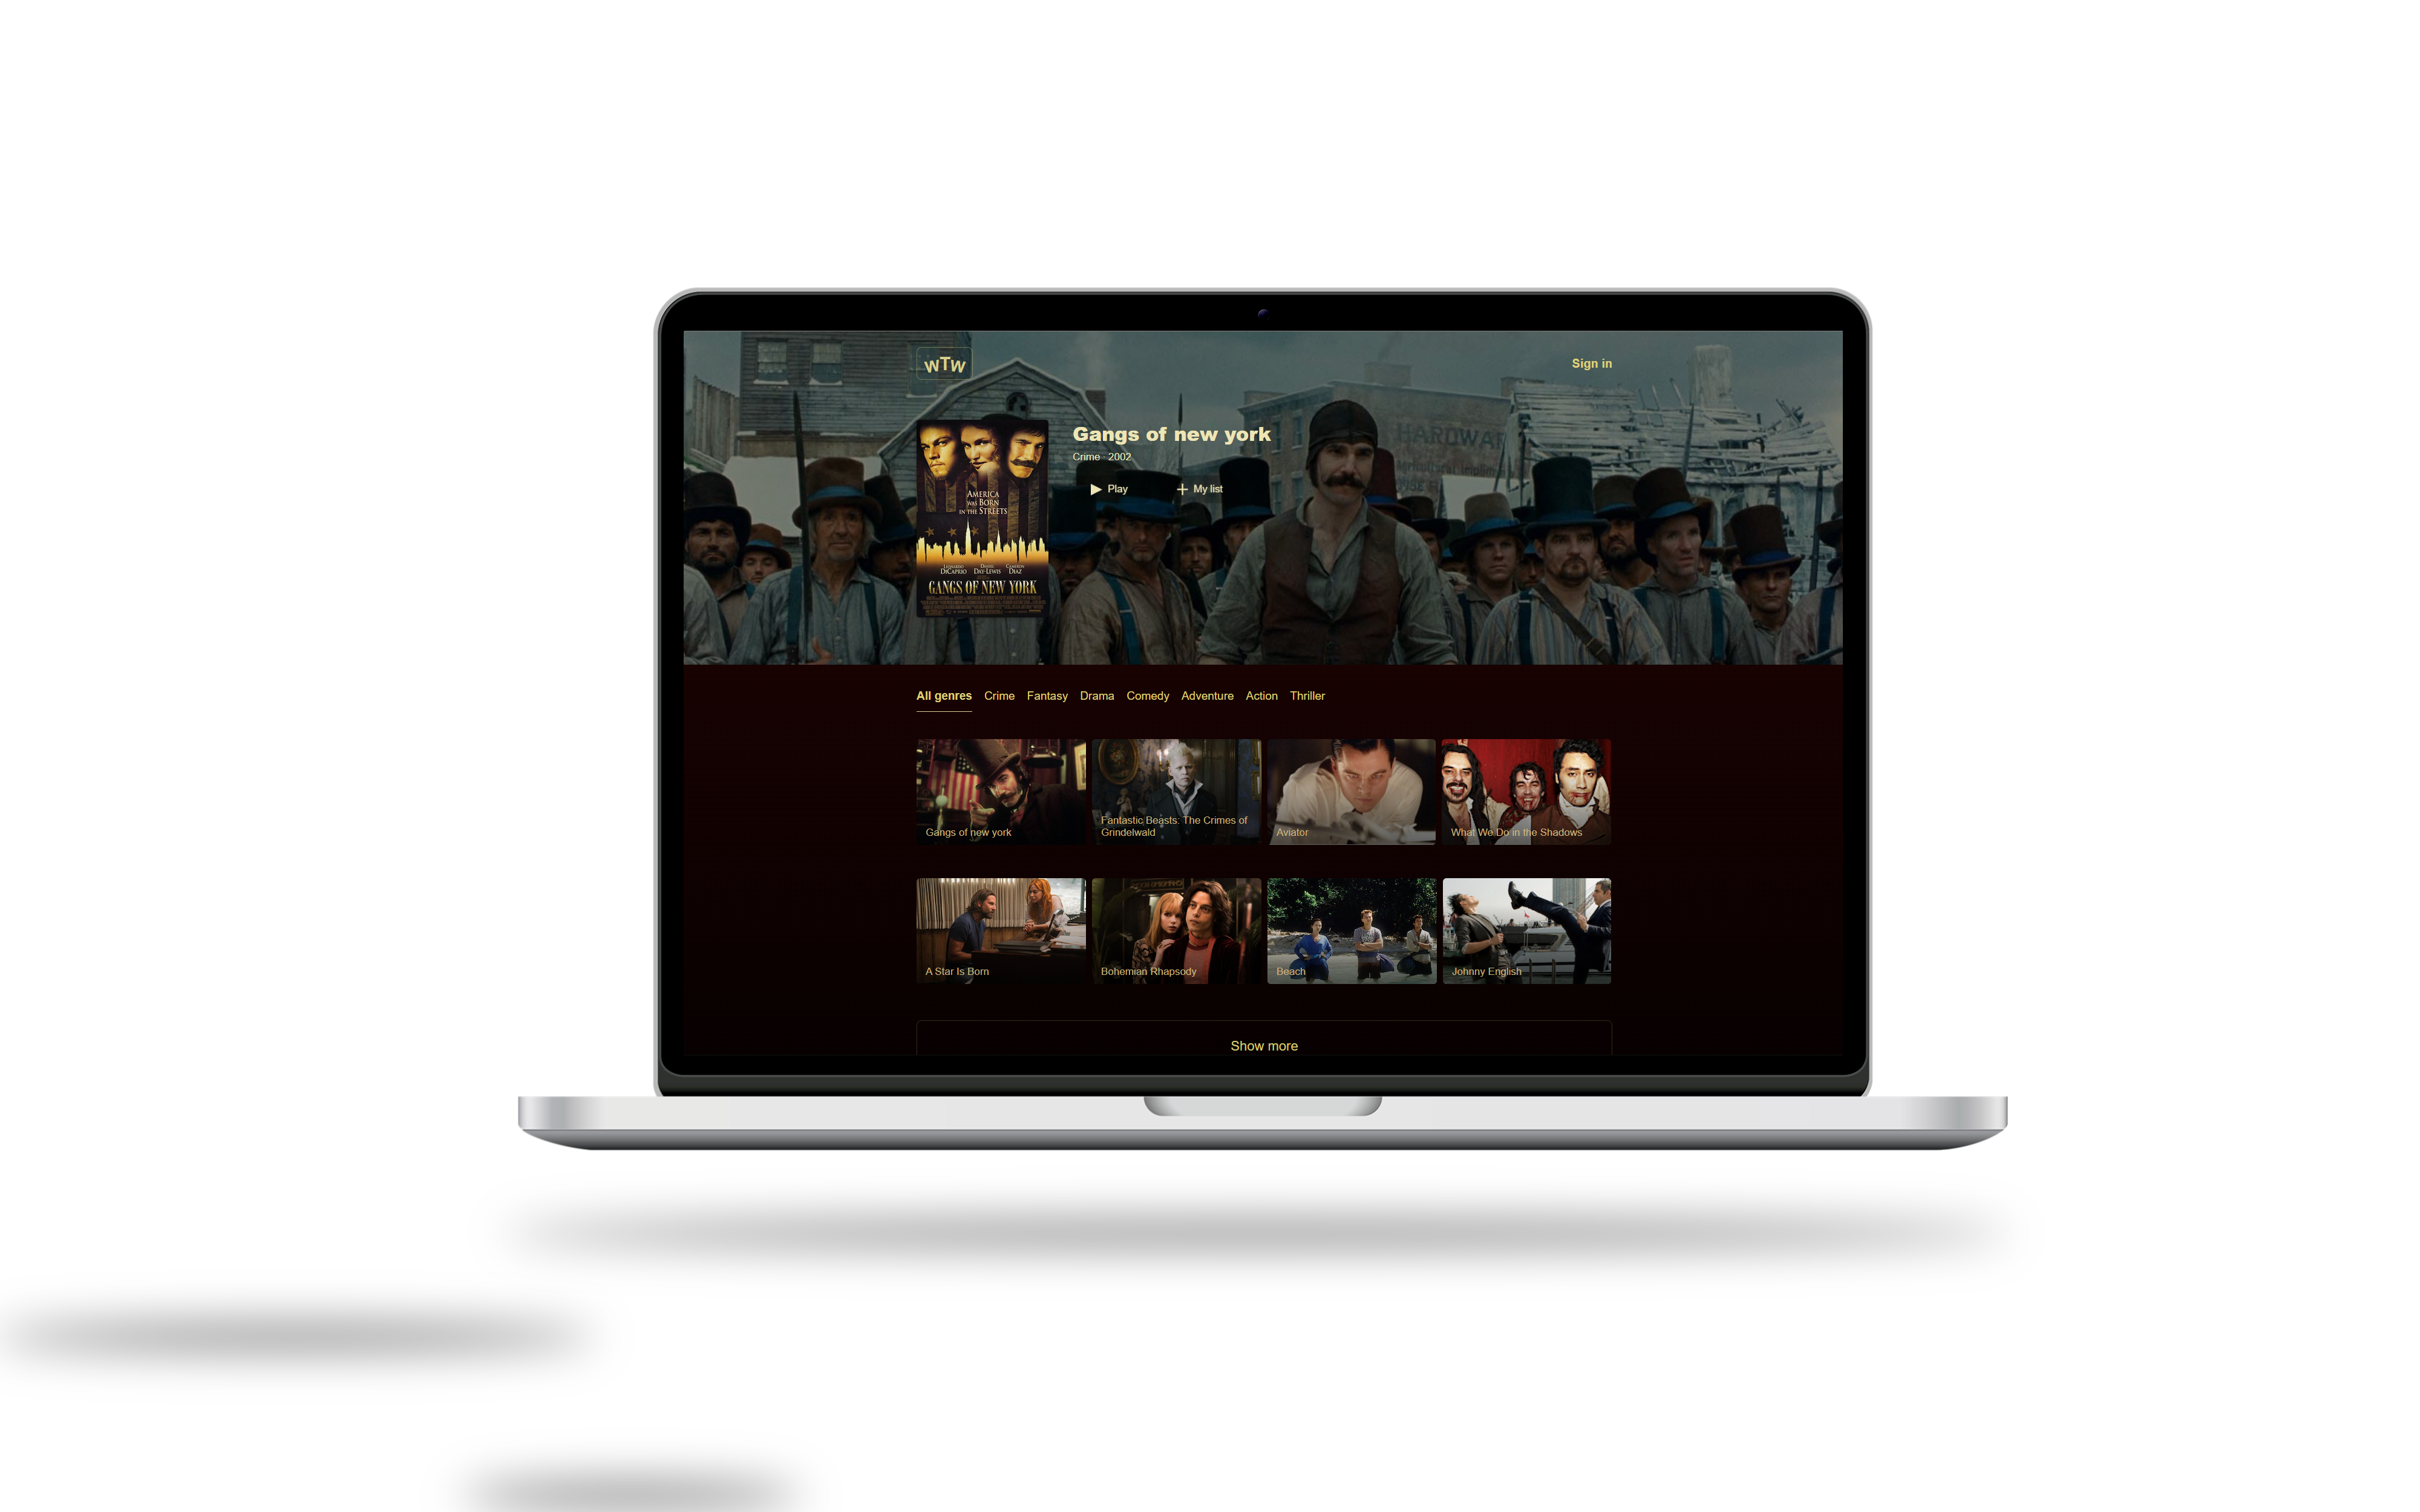 WTW
Sign in
Gangs of new york
Crime 2002
Play
My list
AMERICA
WAS BORN
IN THE STREETS
LEONARDO DICAPRIO DANIEL DAY-LEWIS CAMERON DIAZ
GANGS OF NEW YORK
HARDWAR
All genres Crime Fantasy Drama Comedy Adventure Action Thriller
Gangs of new york
Fantastic Beasts: The Crimes of
Grindelwald
Aviator
What We Do in the Shadows
A Star Is Born
Bohemian Rhapsody
Beach
Johnny English
Show more